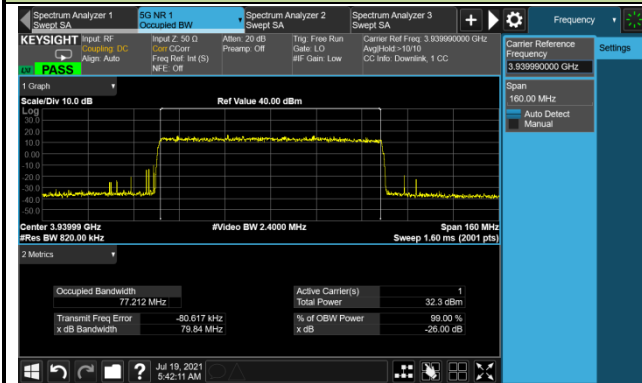 Spectrum Analyzer 1
Swept SA
5G NR 1
Occupied BW
Spectrum Analyzer 2
Swept SA
Spectrum Analyzer 3
Swept SA
Frequency
KEYSIGHT
Input: RF
Coupling: DC
Align: Auto
Input Z: 50 Ω
Corr CCorr
Freq Ref: Int (S)
NFE: Off
Atten: 20 dB
Preamp: Off
Trig: Free Run
Gate: LO
#IF Gain: Low
Carrier Ref Freq: 3.939990000 GHz
Avg|Hold:>10/10
CC Info: Downlink, 1 CC
PASS
Carrier Reference
Frequency
3.939990000 GHz
Settings
Span
160.00 MHz
Auto Detect
Manual
1 Graph
Scale/Div 10.0 dB
Ref Value 40.00 dBm
Log
30.0
20.0
10.0
0.00
-10.0
-20.0
-30.0
-40.0
-50.0
Center 3.93999 GHz
#Video BW 2.4000 MHz
Span 160 MHz
#Res BW 820.00 kHz
Sweep 1.60 ms (2001 pts)
2 Metrics
Occupied Bandwidth
77.212 MHz
Active Carrier(s) 1
Total Power 32.3 dBm
Transmit Freq Error -80.617 kHz
x dB Bandwidth 79.84 MHz
% of OBW Power 99.00 %
x dB -26.00 dB
Jul 19, 2021
5:42:11 AM